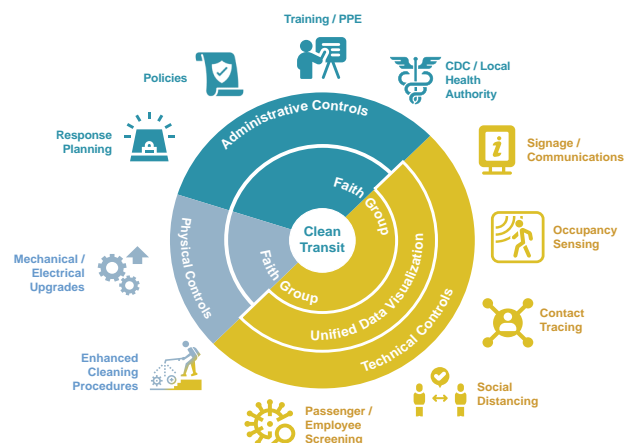 Training / PPE
CDC / Local
Health
Authority
Policies
Response
Planning
Signage /
Communications
Administrative Controls
Faith Group
Clean
Transit
Occupancy
Sensing
Physical Controls
Faith Group
Unified Data Visualization
Technical Controls
Mechanical /
Electrical
Upgrades
Contact
Tracing
Enhanced
Cleaning
Procedures
Social
Distancing
Passenger /
Employee
Screening